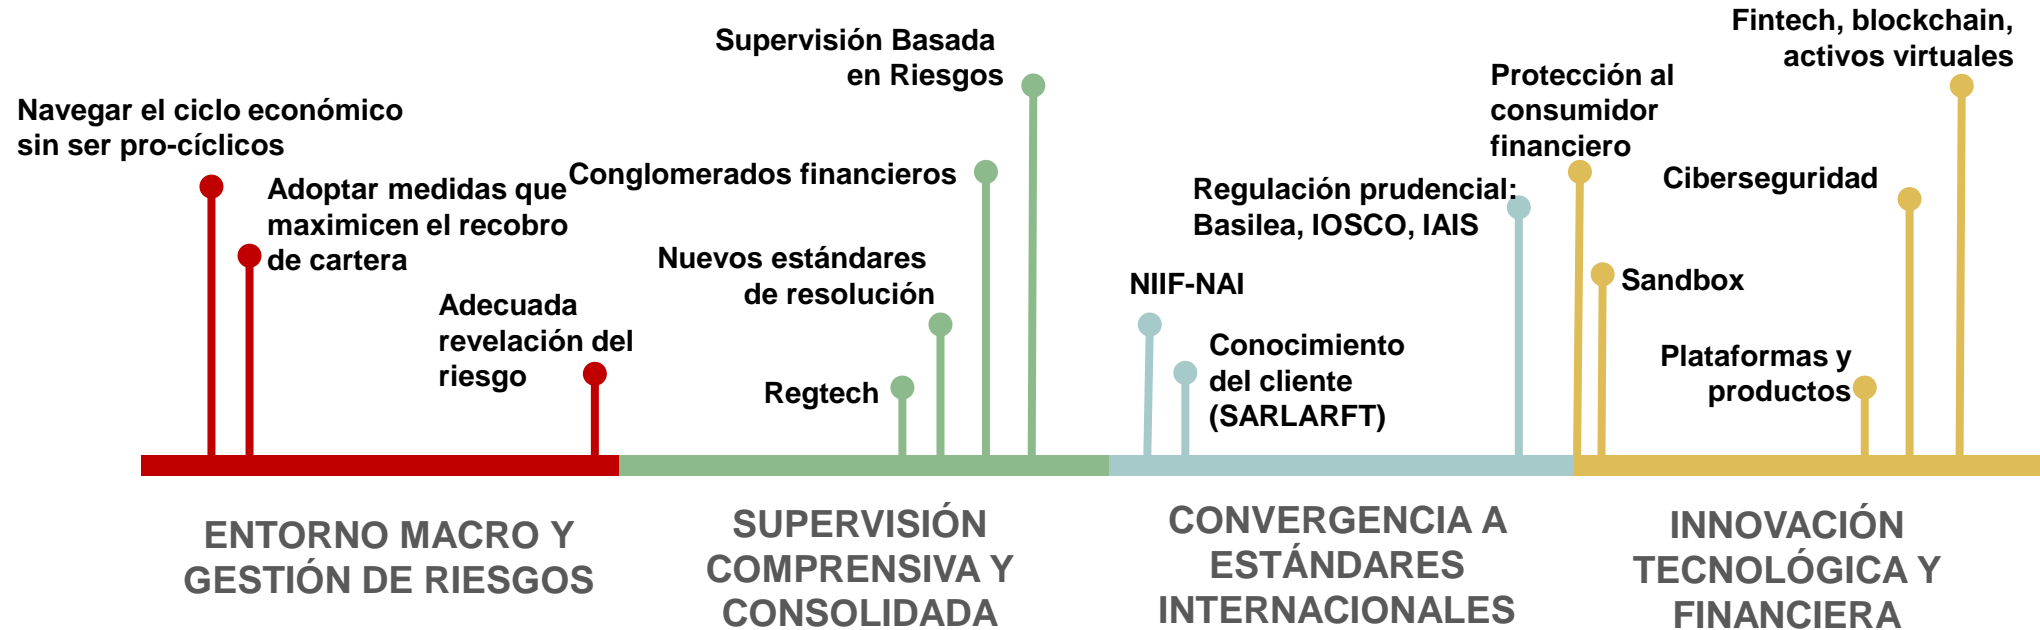 Navegar el ciclo económico
sin ser pro-cíclicos
Adoptar medidas que
maximicen el recobro
de cartera
Adecuada
revelación del
riesgo
Supervisión Basada
en Riesgos
Conglomerados financieros
Nuevos estándares
de resolución
Regtech
Regulación prudencial:
Basilea, IOSCO, IAIS
NIIF-NAI
Conocimiento
del cliente
(SARLARFT)
Fintech, blockchain,
activos virtuales
Protección al
consumidor
financiero
Ciberseguridad
Sandbox
Plataformas y
productos
ENTORNO MACRO Y
GESTIÓN DE RIESGOS
SUPERVISIÓN
COMPRENSIVA Y
CONSOLIDADA
CONVERGENCIA A
ESTÁNDARES
INTERNACIONALES
INNOVACIÓN
TECNOLÓGICA Y
FINANCIERA